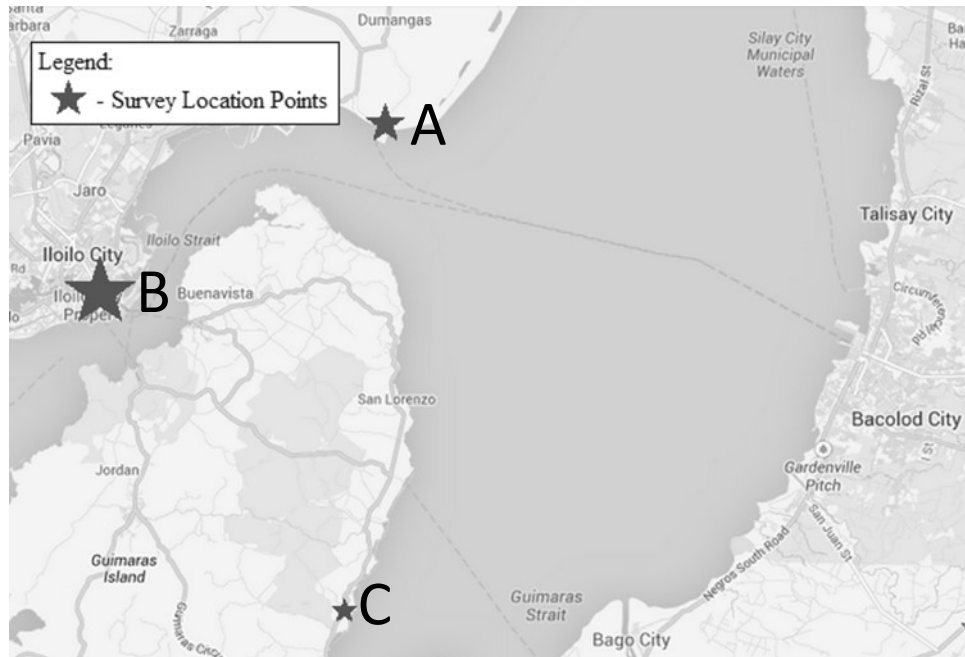 Zarraga
Dumangas
Legend:
- Survey Location Points
A
Pavia
Jaro
Iloilo Strait
Iloilo City
B
Buenavista
San Lorenzo
Jordan
Guimaras
Island
C
Guimaras
Strait
Bago City
Silay City
Municipal
Waters
Rizal St
Talisay City
Bacolod City
Gardenville
Pitch
San Juan St
Negros South Road